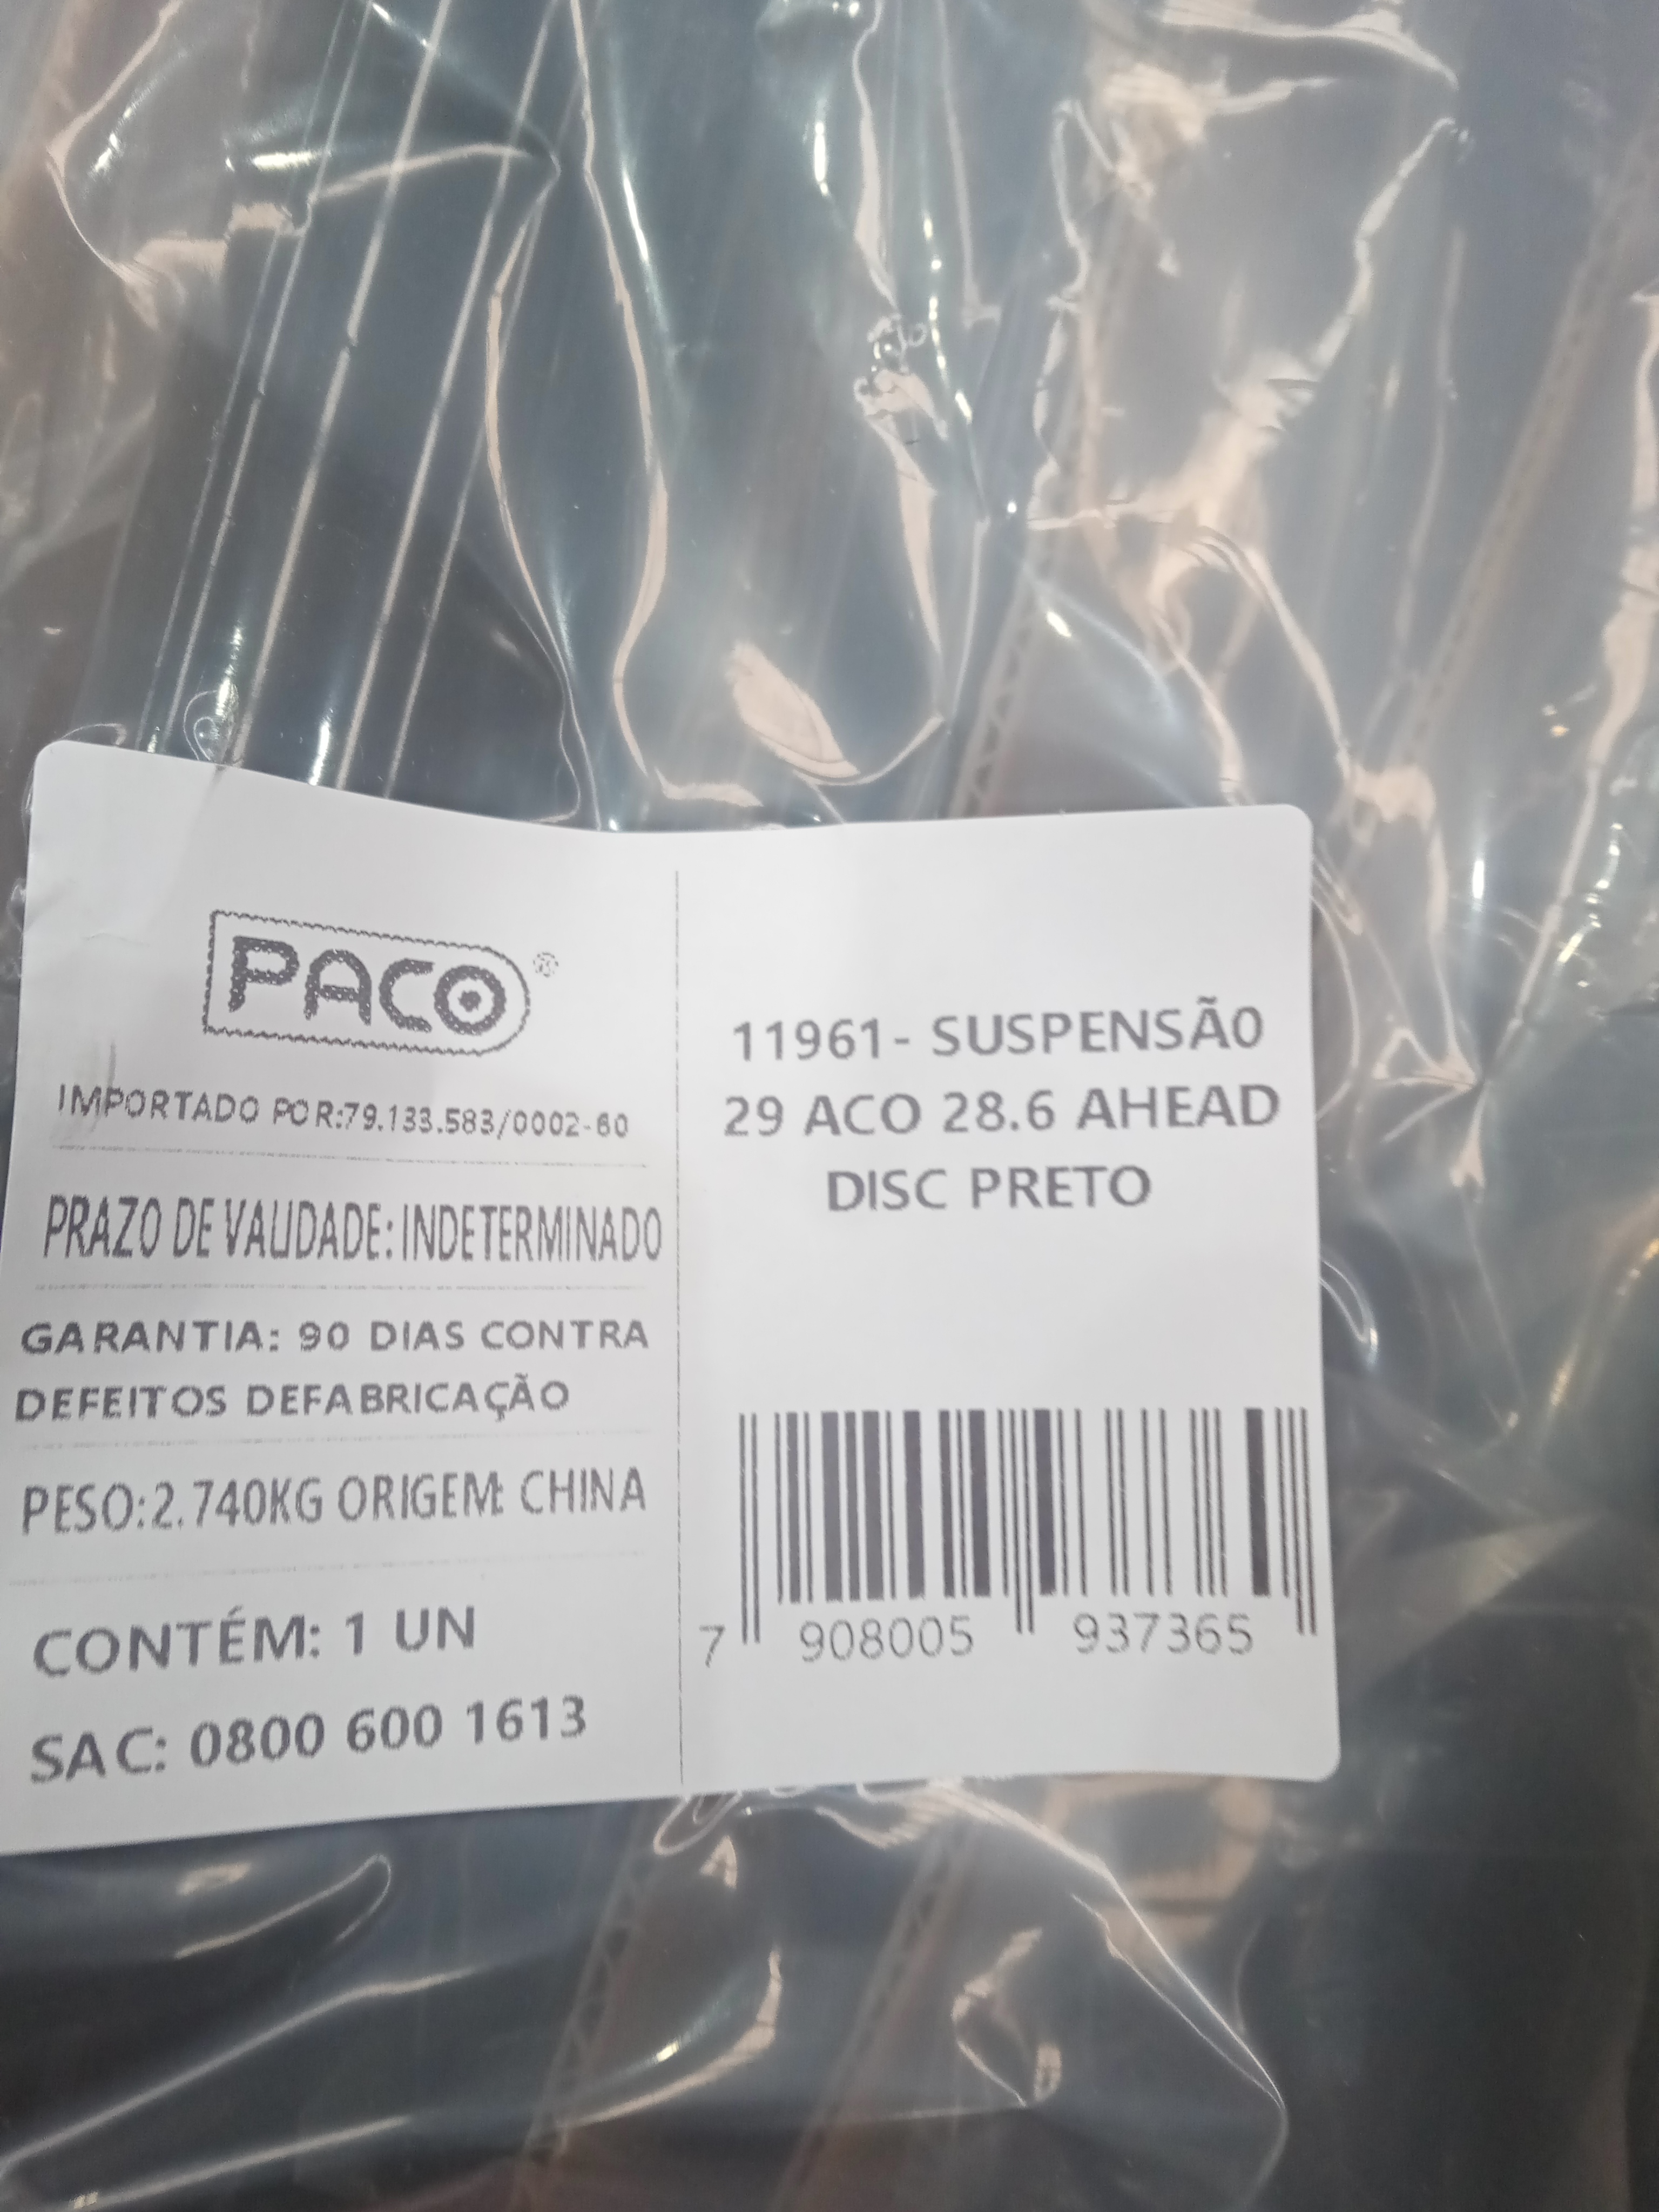 PACO®
IMPORTADO POR:79.133.583/0002-60
PRAZO DE VALIDADE: INDETERMINADO
GARANTIA: 90 DIAS CONTRA
DEFEITOS DEFABRICAÇÃO
PESO:2.740KG ORIGEM: CHINA
CONTÉM: 1 UN
SAC: 0800 600 1613
11961- SUSPENSÃO
29 ACO 28.6 AHEAD
DISC PRETO
7 908005 937365